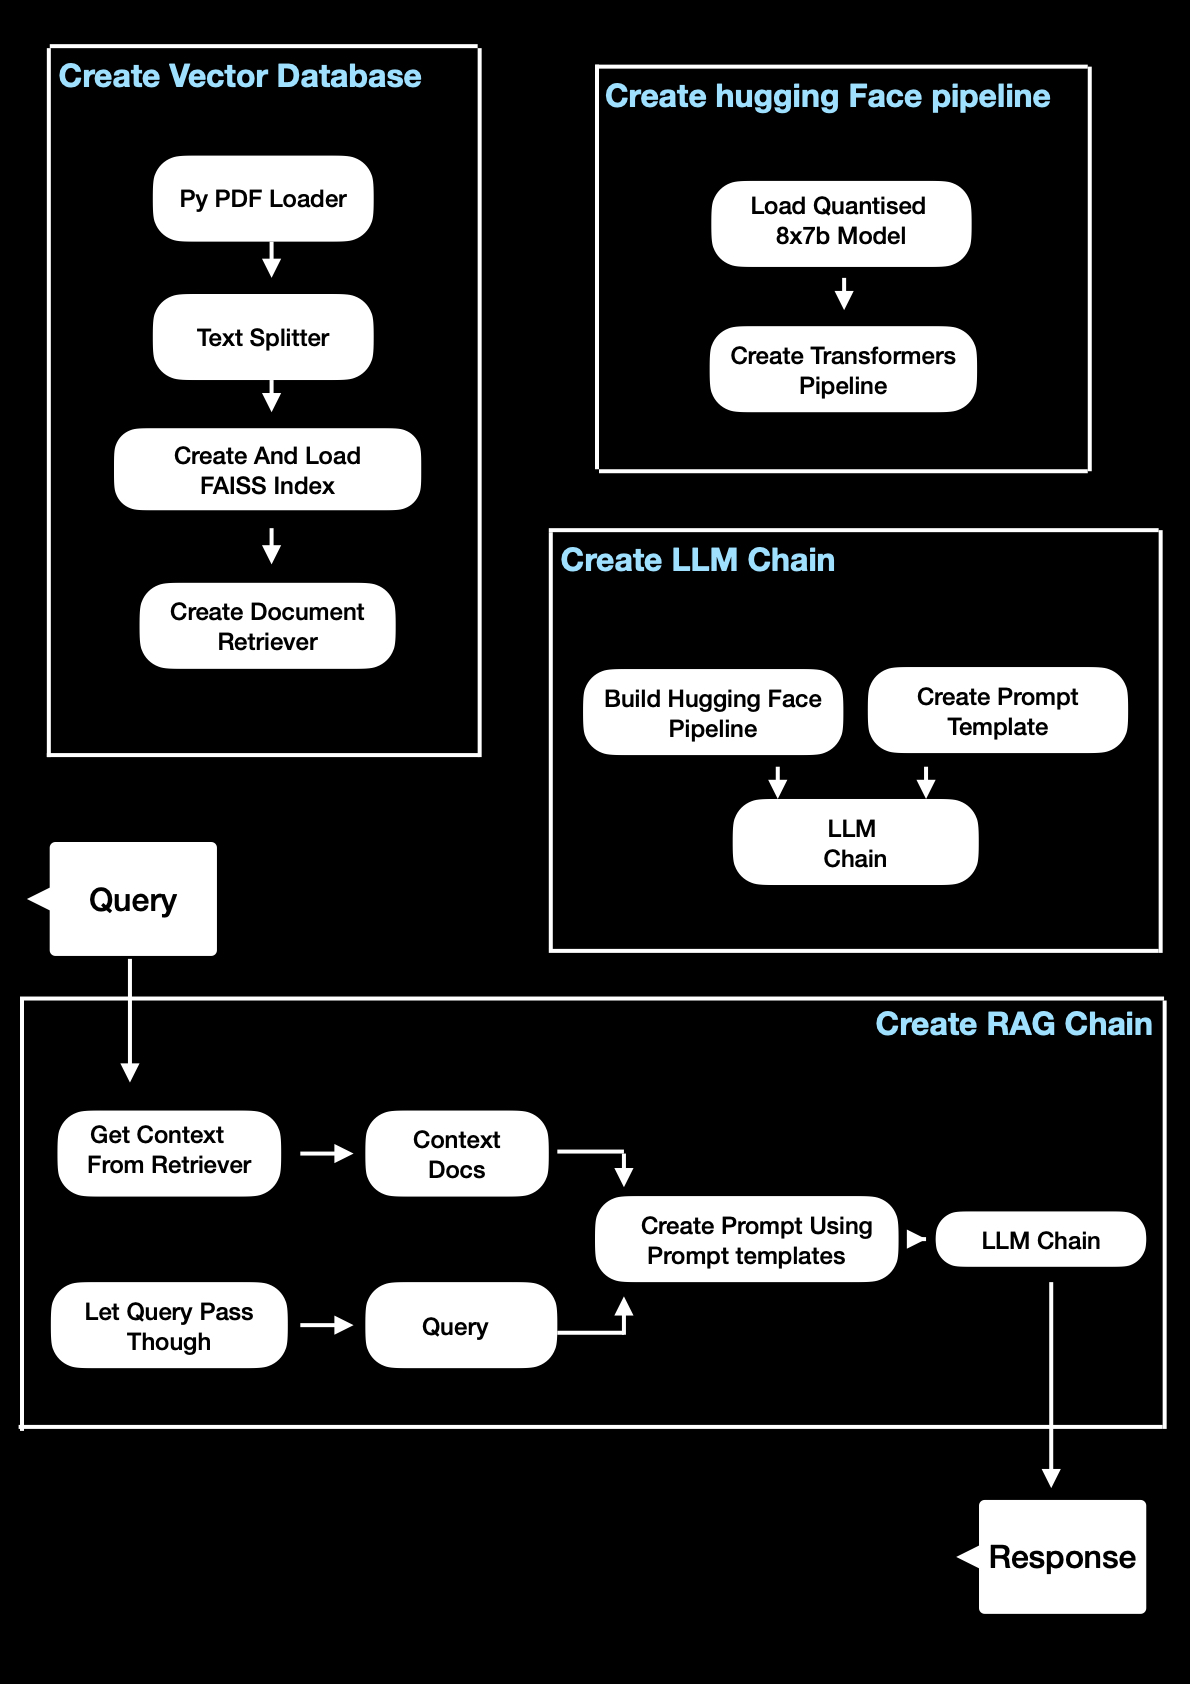 Create Vector Database
Py PDF Loader
Text Splitter
Create And Load
FAISS Index
Create Document
Retriever
Create hugging Face pipeline
Load Quantised
8x7b Model
Create Transformers
Pipeline
Create LLM Chain
Build Hugging Face
Pipeline
Create Prompt
Template
LLM
Chain
Query
Create RAG Chain
Get Context
From Retriever
Context
Docs
Let Query Pass
Though
Query
Create Prompt Using
Prompt templates
LLM Chain
Response